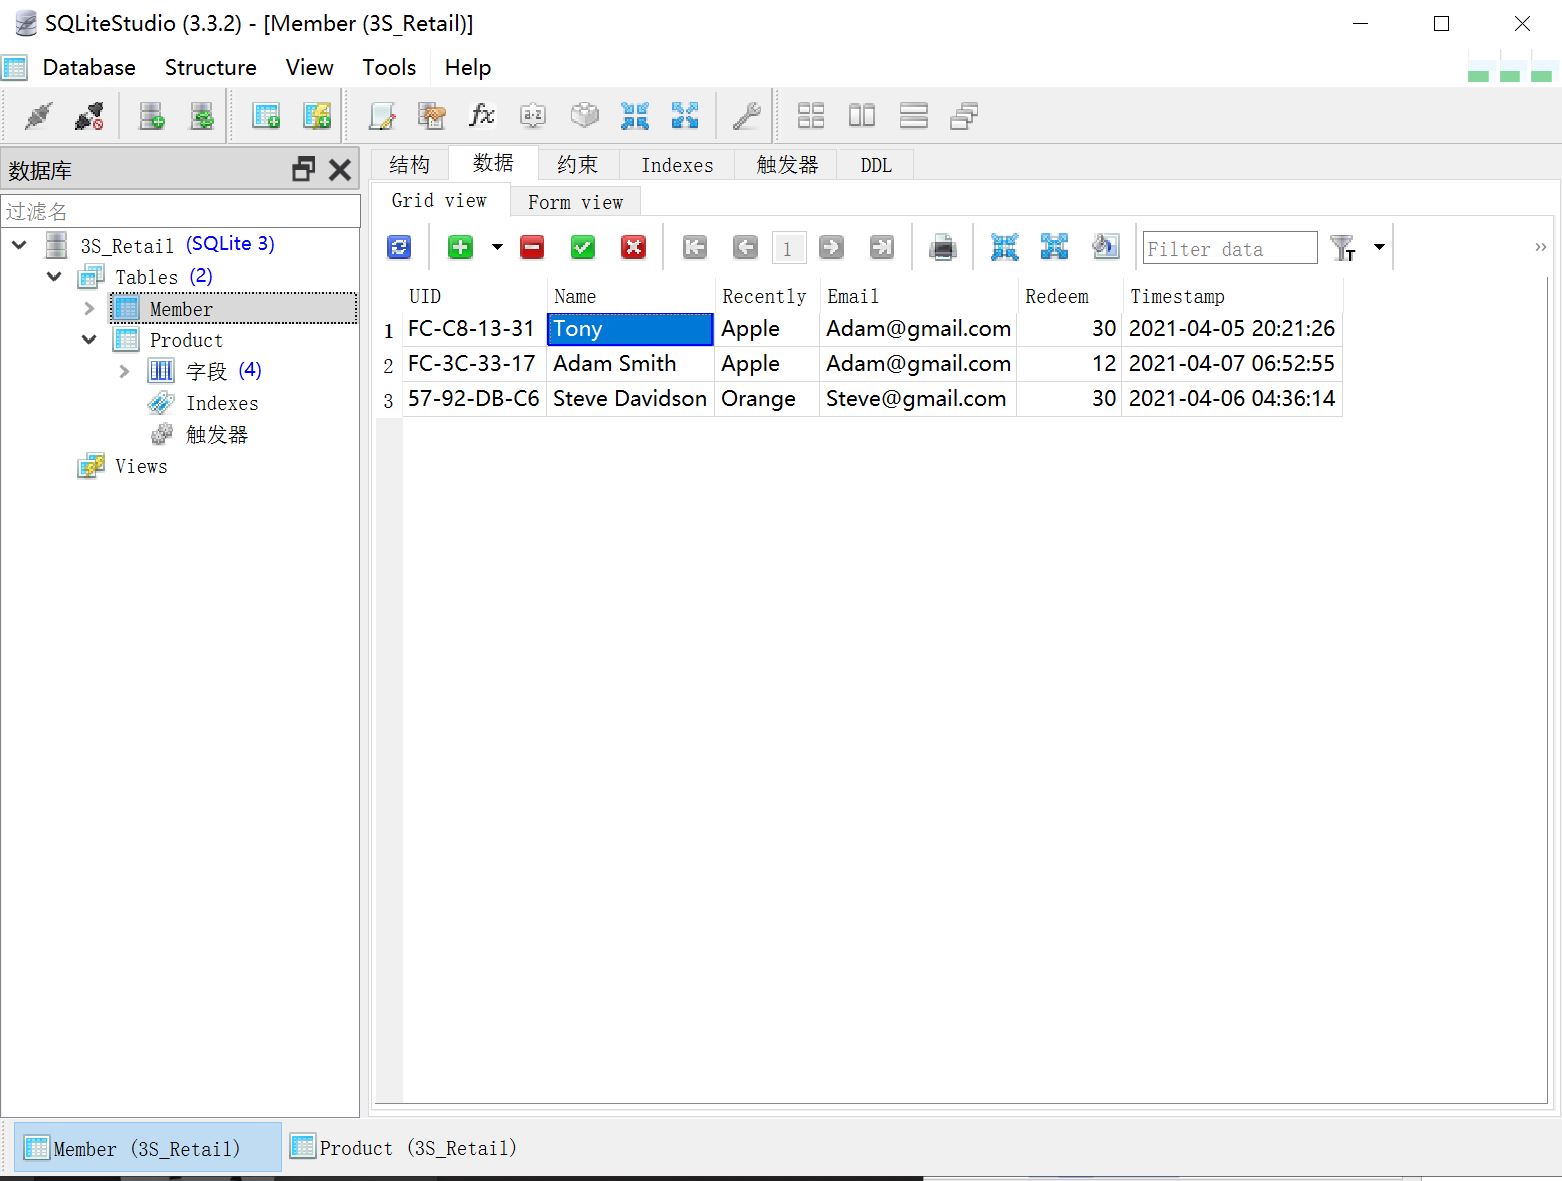 SQLiteStudio (3.3.2) - [Member (3S_Retail)]
Database Structure View Tools Help
数据库
过滤名
3S_Retail (SQLite 3)
Tables (2)
Member
Product
字段 (4)
Indexes
触发器
Views
结构 数据 约束 Indexes 触发器 DDL
Grid view Form view
1 Filter data »
UID Name Recently Email Redeem Timestamp
1 FC-C8-13-31 Tony Apple Adam@gmail.com 30 2021-04-05 20:21:26
2 FC-3C-33-17 Adam Smith Apple Adam@gmail.com 12 2021-04-07 06:52:55
3 57-92-DB-C6 Steve Davidson Orange Steve@gmail.com 30 2021-04-06 04:36:14
Member (3S_Retail) Product (3S_Retail)